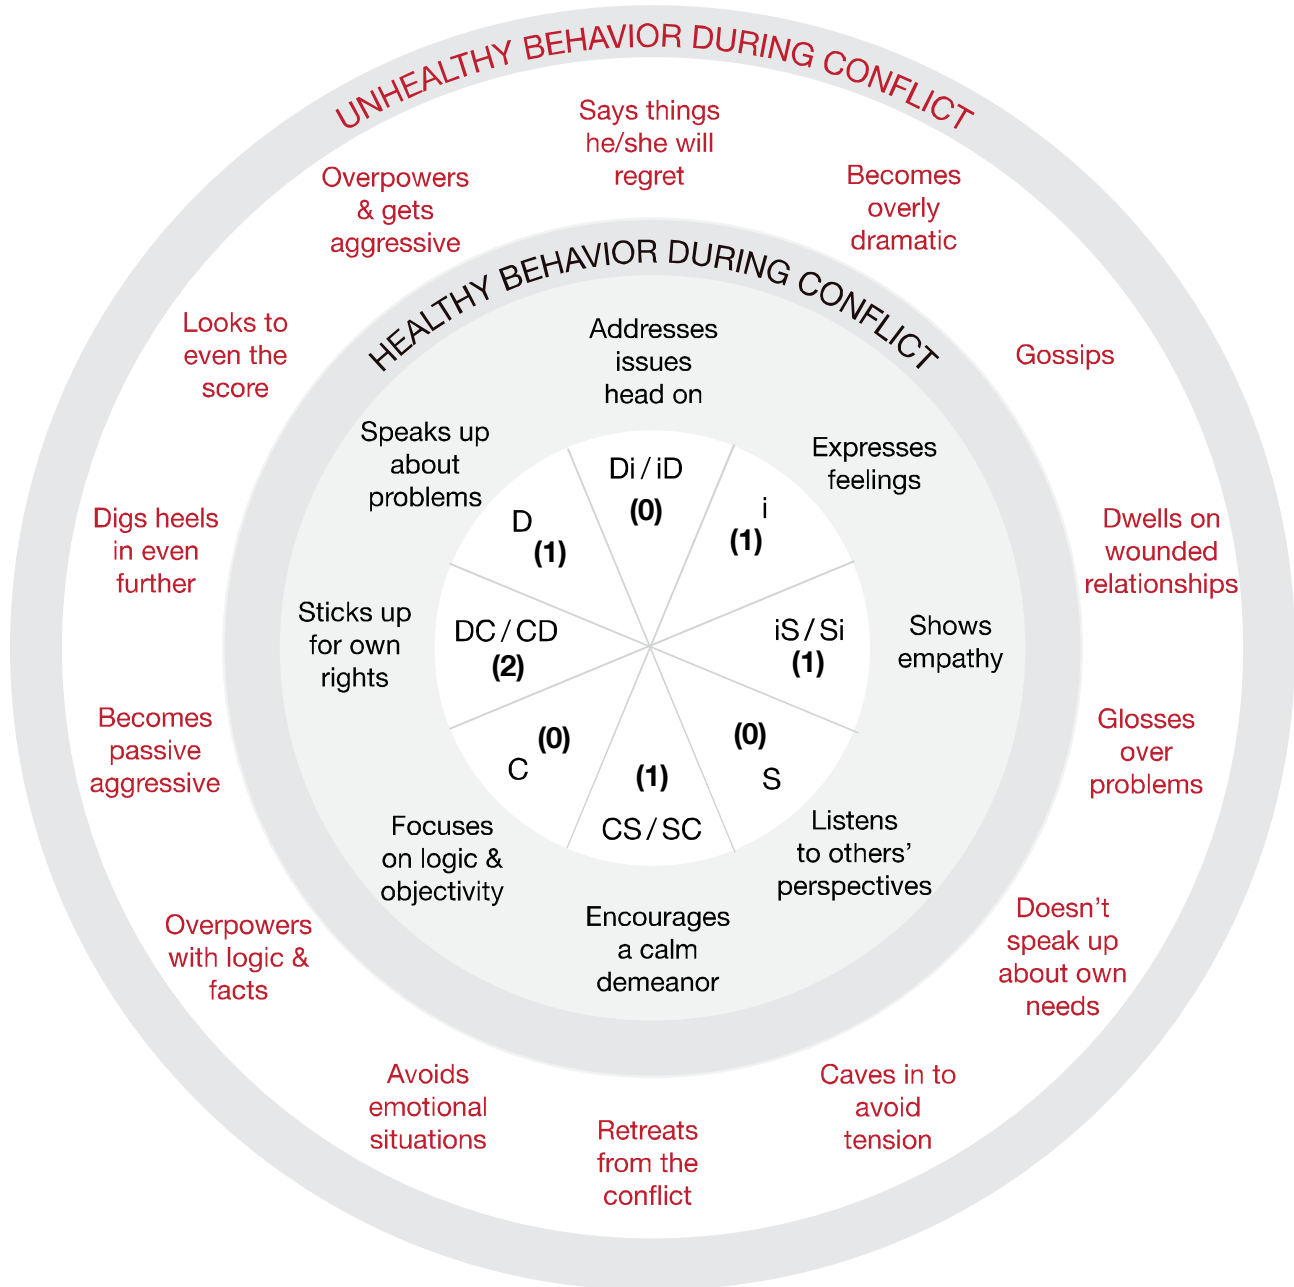 UNHEALTHY BEHAVIOR DURING CONFLICT
Says things
he/she will
regret
Becomes
overly
dramatic
Gossips
Dwells on
wounded
relationships
Glosses
over
problems
Doesn't
speak up
about own
needs
Caves in to
avoid
tension
Retreats
from the
conflict
Avoids
emotional
situations
Overpowers
with logic &
facts
Becomes
passive
aggressive
Digs heels
in even
further
Looks to
even the
score
Overpowers
& gets
aggressive
HEALTHY BEHAVIOR DURING CONFLICT
Addresses
issues
head on
Expresses
feelings
Shows
empathy
Listens
to others'
perspectives
Encourages
a calm
demeanor
Focuses
on logic &
objectivity
Sticks up
for own
rights
Speaks up
about
problems
Di / iD
(0)
i
(1)
iS / Si
(1)
(0)
S
(1)
CS / SC
(0)
C
DC / CD
(2)
D
(1)